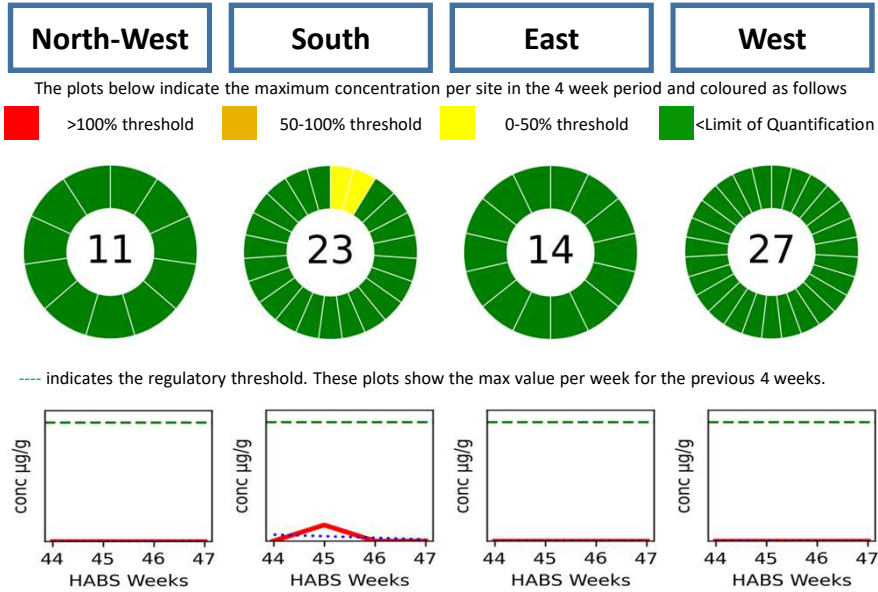 North-West South East West
The plots below indicate the maximum concentration per site in the 4 week period and coloured as follows
>100% threshold 50-100% threshold 0-50% threshold <Limit of Quantification
11 23 14 27
---- indicates the regulatory threshold. These plots show the max value per week for the previous 4 weeks.
conc µg/g conc µg/g conc µg/g conc µg/g
44 45 46 47 44 45 46 47 44 45 46 47 44 45 46 47
HABS Weeks HABS Weeks HABS Weeks HABS Weeks